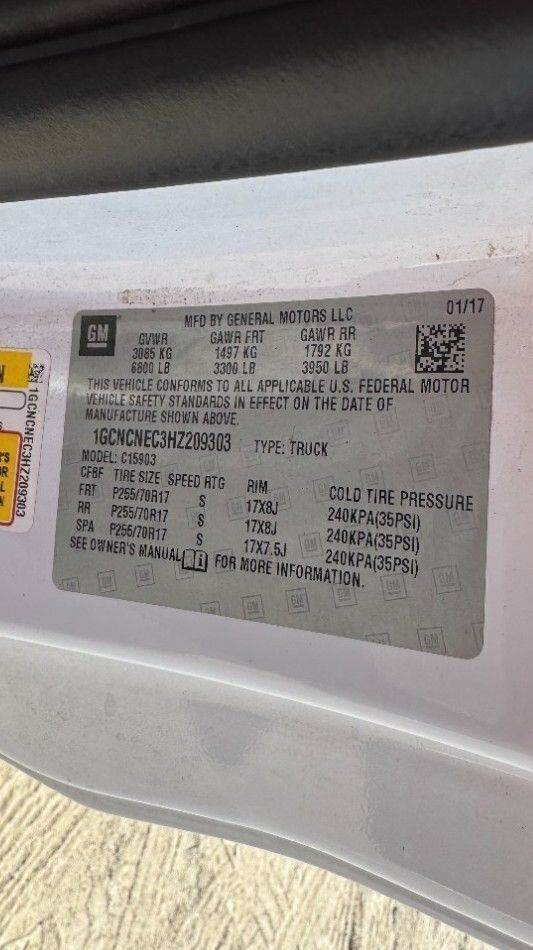 GM
MFD BY GENERAL MOTORS LLC
01/17
GVWR GAWR FRT GAWR RR
3085 KG 1497 KG 1792 KG
6800 LB 3300 LB 3950 LB
THIS VEHICLE CONFORMS TO ALL APPLICABLE U.S. FEDERAL MOTOR
VEHICLE SAFETY STANDARDS IN EFFECT ON THE DATE OF
MANUFACTURE SHOWN ABOVE.
1GCNCNEC3HZ209303 TYPE: TRUCK
MODEL: C15903
CFBF TIRE SIZE SPEED RTG RIM COLD TIRE PRESSURE
FRT P255/70R17 S 17X8J 240KPA(35PSI)
RR P255/70R17 S 17X8J 240KPA(35PSI)
SPA P255/70R17 S 17X7.5J 240KPA(35PSI)
SEE OWNER'S MANUAL FOR MORE INFORMATION.
1GCNCNEC3HZ209303